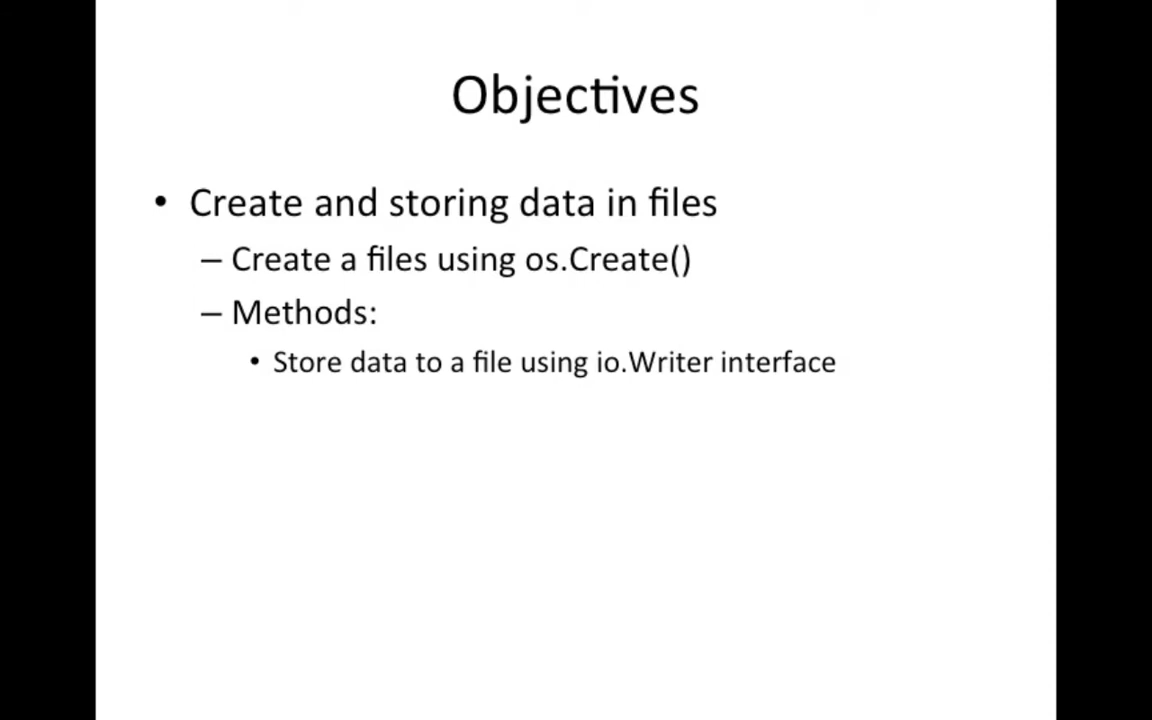 Objectives
• Create and storing data in files
– Create a files using os.Create()
– Methods:
• Store data to a file using io.Writer interface